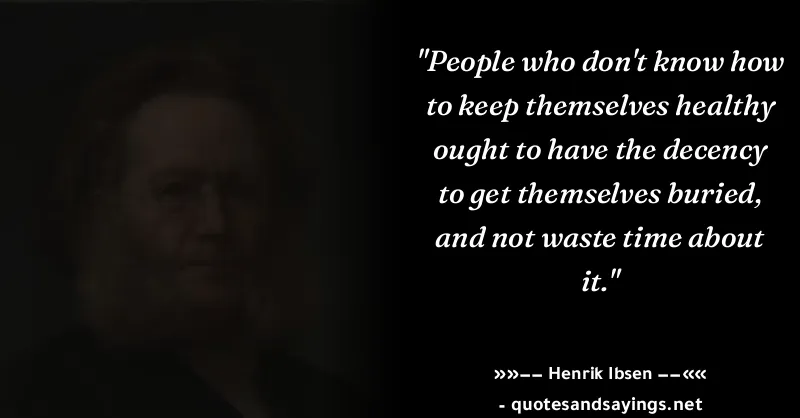 "People who don't know how
to keep themselves healthy
ought to have the decency
to get themselves buried,
and not waste time about
it."
»»−− Henrik Ibsen −−««
- quotesandsayings.net